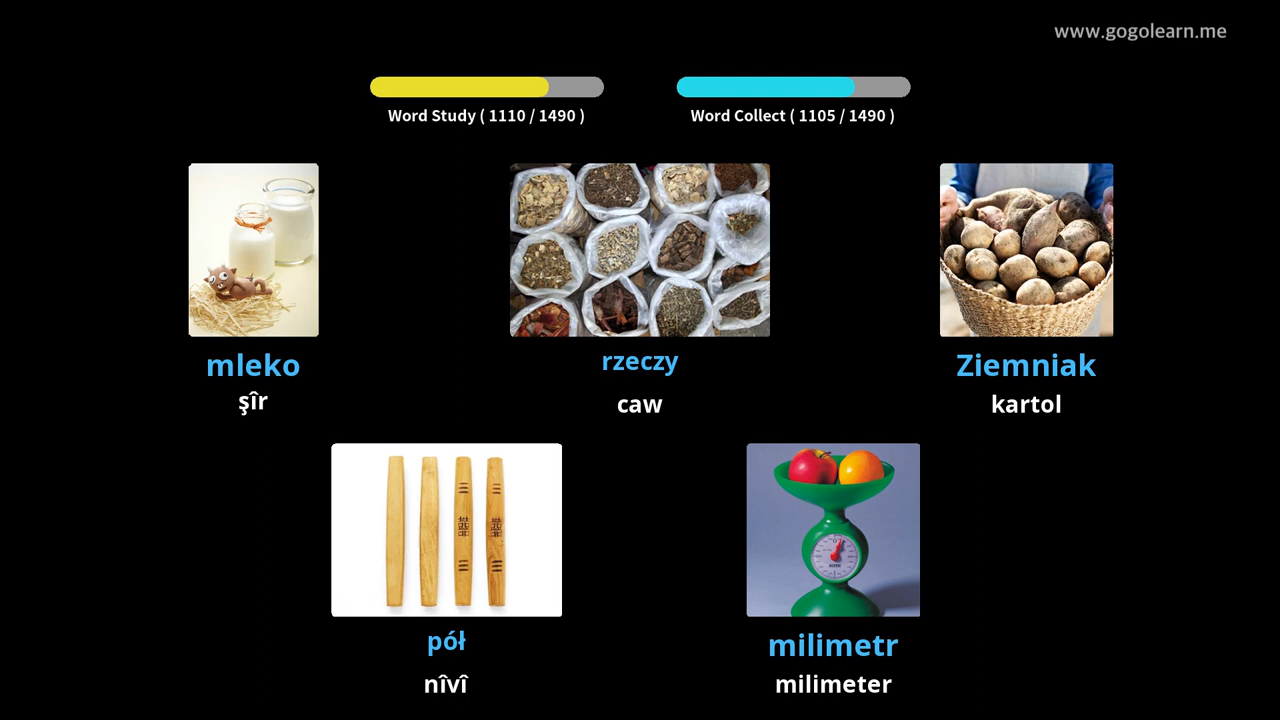 www.gogolearn.me
Word Study ( 1110 / 1490 )
Word Collect ( 1105 / 1490 )
mleko
şîr
rzeczy
caw
Ziemniak
kartol
pół
nîvî
milimetr
milimeter